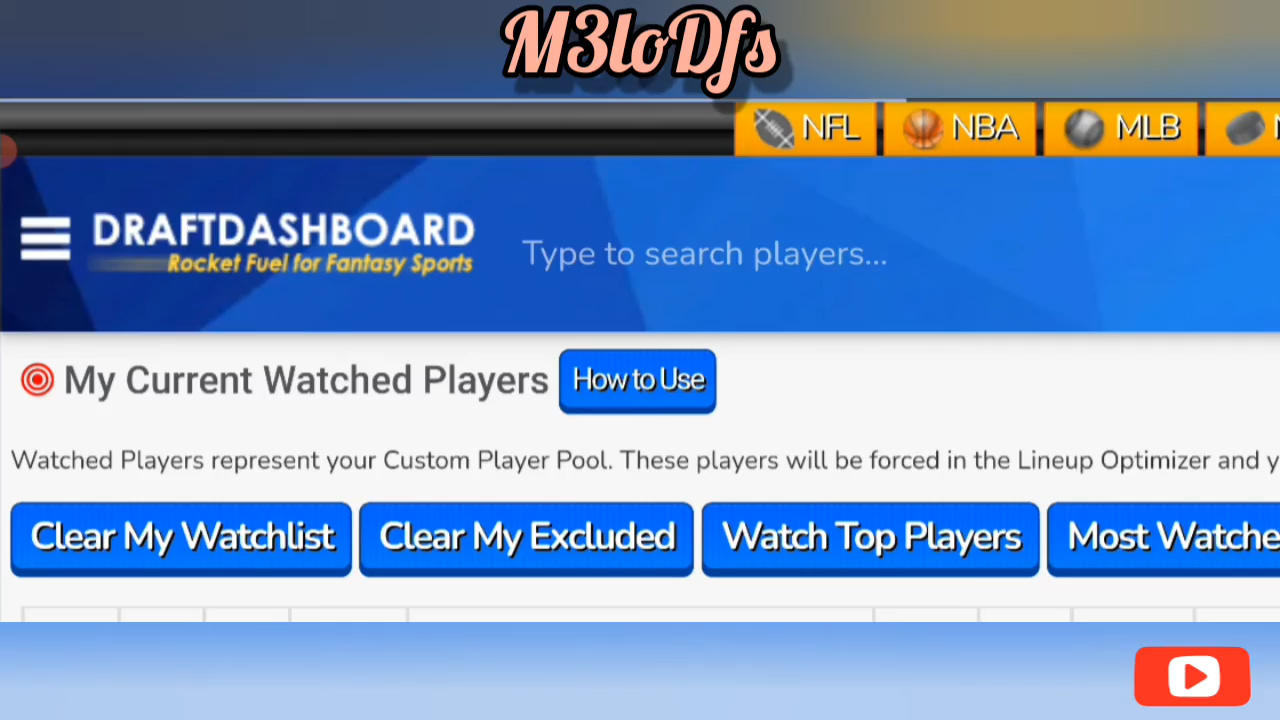 M3loDfs
NFL NBA MLB
DRAFTDASHBOARD
Rocket Fuel for Fantasy Sports
Type to search players...
My Current Watched Players How to Use
Watched Players represent your Custom Player Pool. These players will be forced in the Lineup Optimizer and y
Clear My Watchlist Clear My Excluded Watch Top Players Most Watche